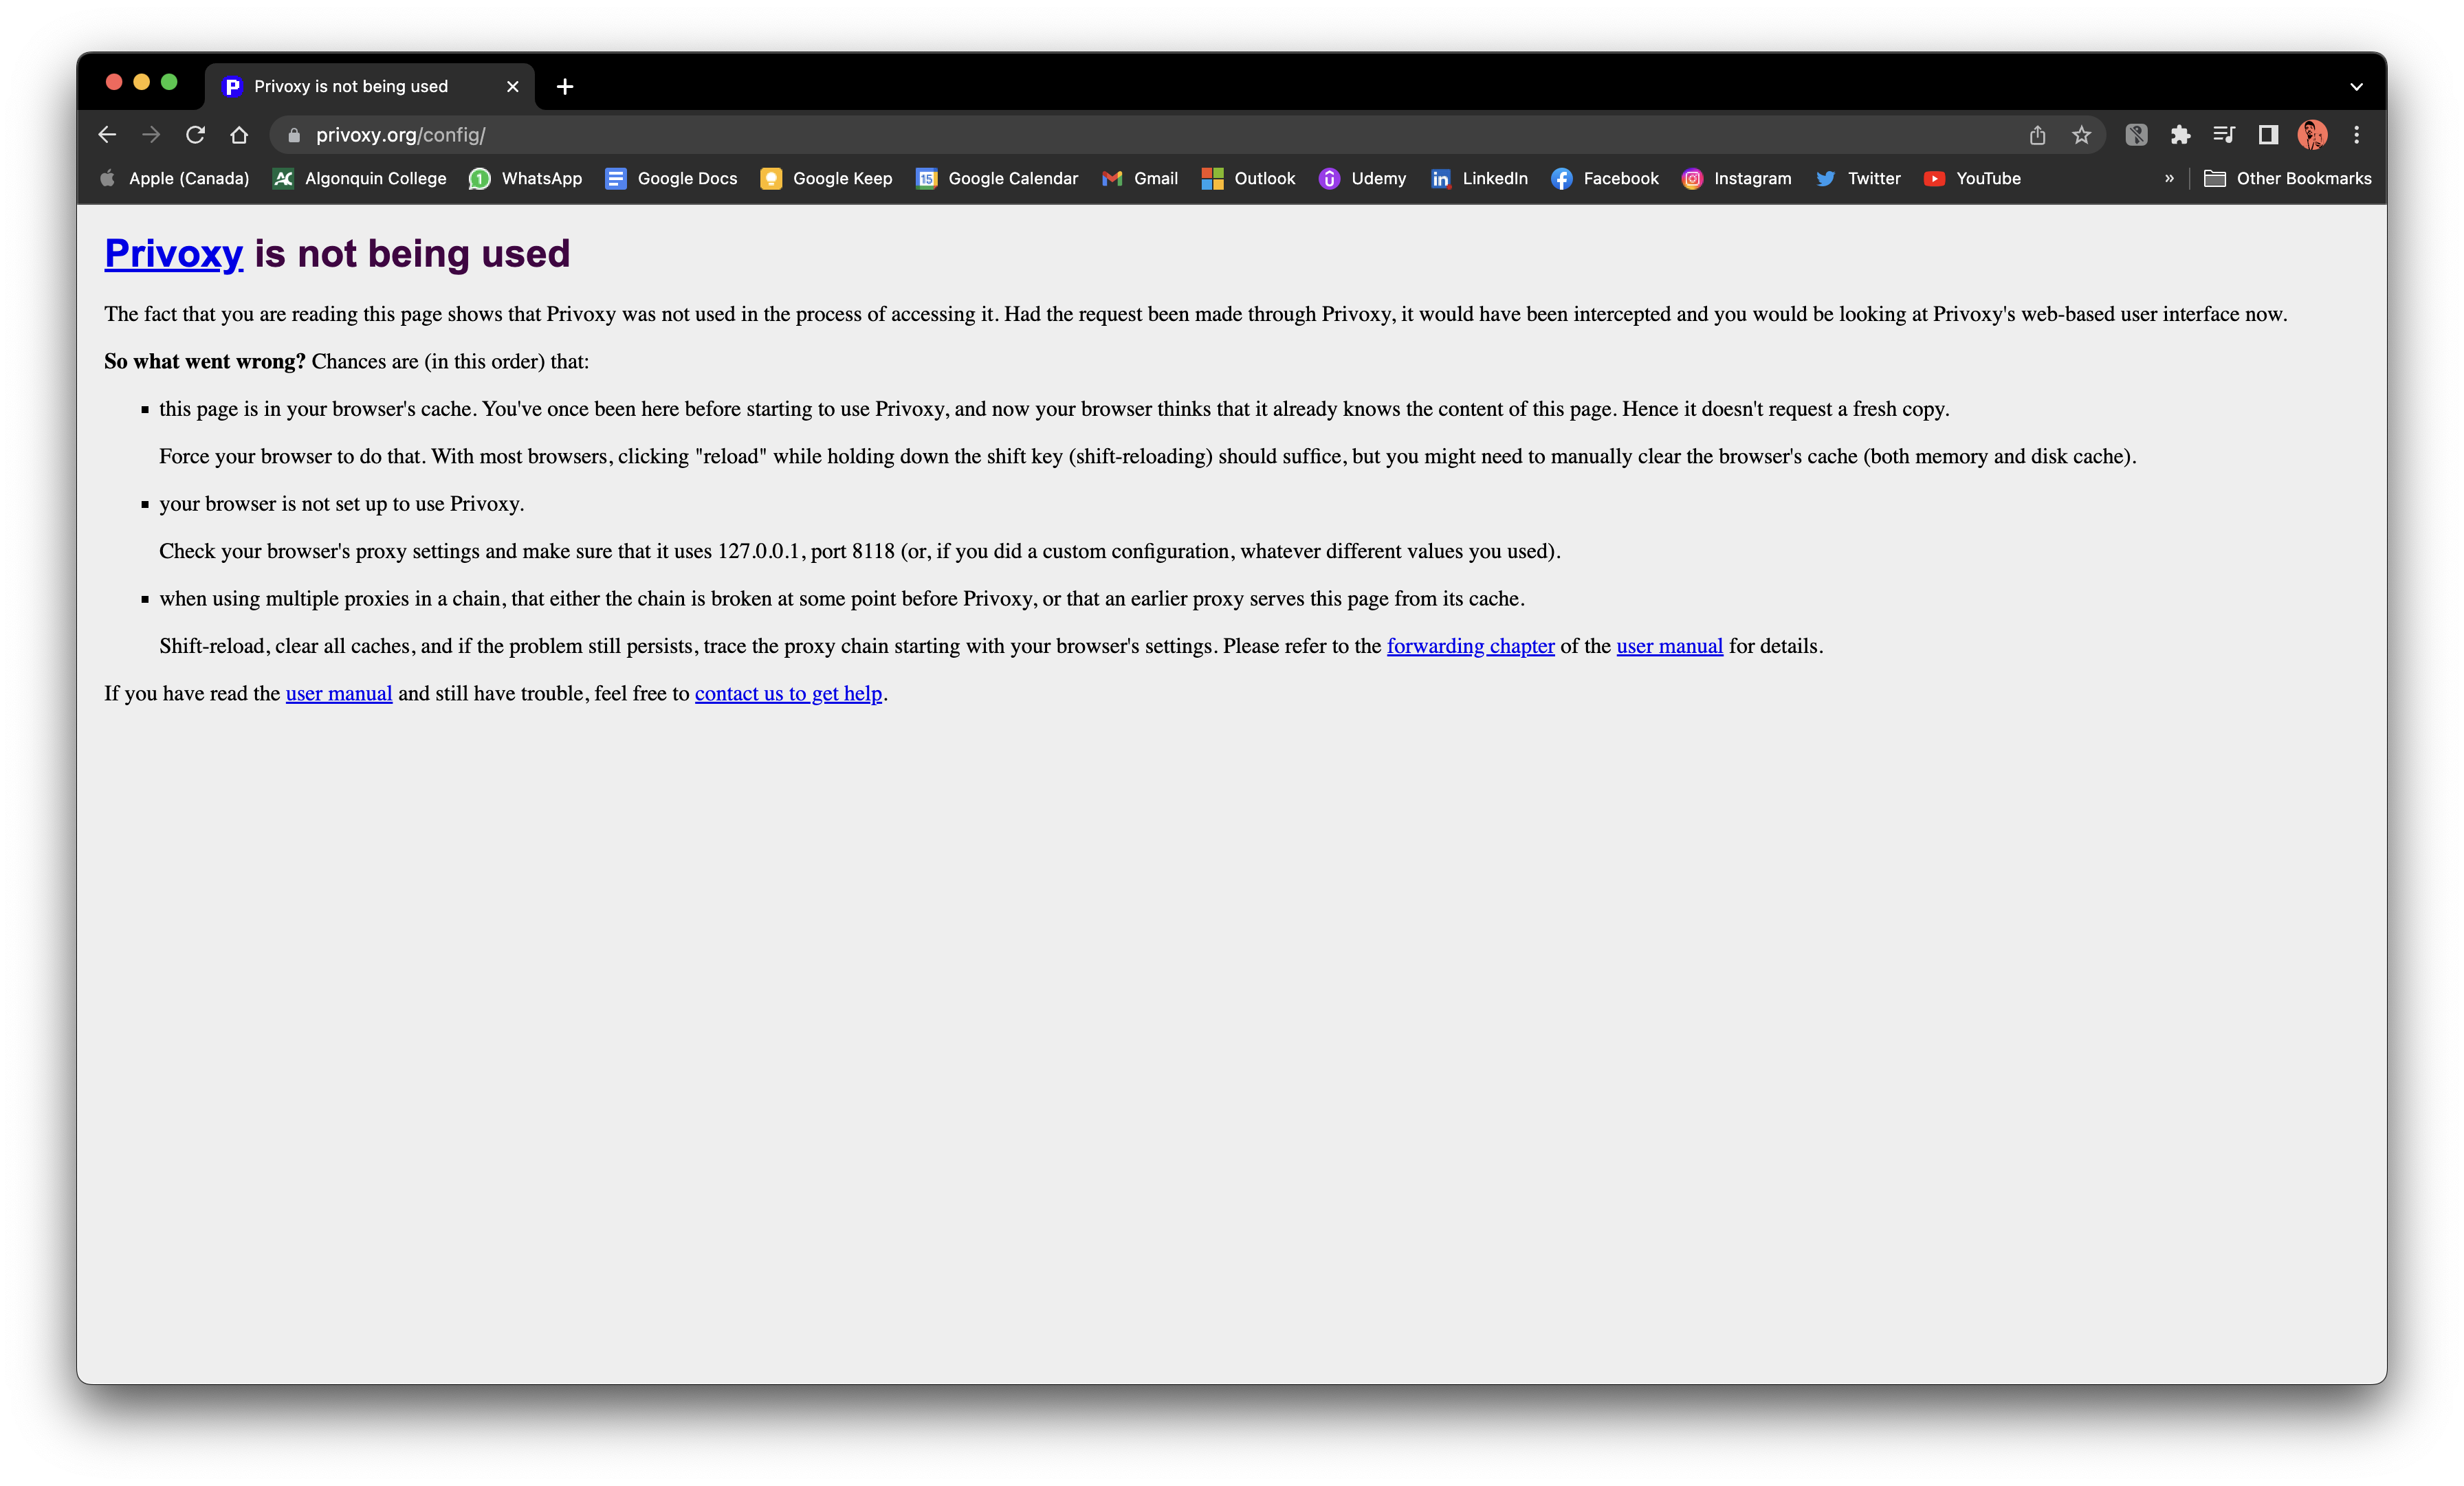 Privoxy is not being used
privoxy.org/config/
Apple (Canada) Algonquin College WhatsApp Google Docs Google Keep Google Calendar Gmail Outlook Udemy LinkedIn Facebook Instagram Twitter YouTube » Other Bookmarks
Privoxy is not being used
The fact that you are reading this page shows that Privoxy was not used in the process of accessing it. Had the request been made through Privoxy, it would have been intercepted and you would be looking at Privoxy's web-based user interface now.
So what went wrong? Chances are (in this order) that:
this page is in your browser's cache. You've once been here before starting to use Privoxy, and now your browser thinks that it already knows the content of this page. Hence it doesn't request a fresh copy.
Force your browser to do that. With most browsers, clicking "reload" while holding down the shift key (shift-reloading) should suffice, but you might need to manually clear the browser's cache (both memory and disk cache).
your browser is not set up to use Privoxy.
Check your browser's proxy settings and make sure that it uses 127.0.0.1, port 8118 (or, if you did a custom configuration, whatever different values you used).
when using multiple proxies in a chain, that either the chain is broken at some point before Privoxy, or that an earlier proxy serves this page from its cache.
Shift-reload, clear all caches, and if the problem still persists, trace the proxy chain starting with your browser's settings. Please refer to the forwarding chapter of the user manual for details.
If you have read the user manual and still have trouble, feel free to contact us to get help.